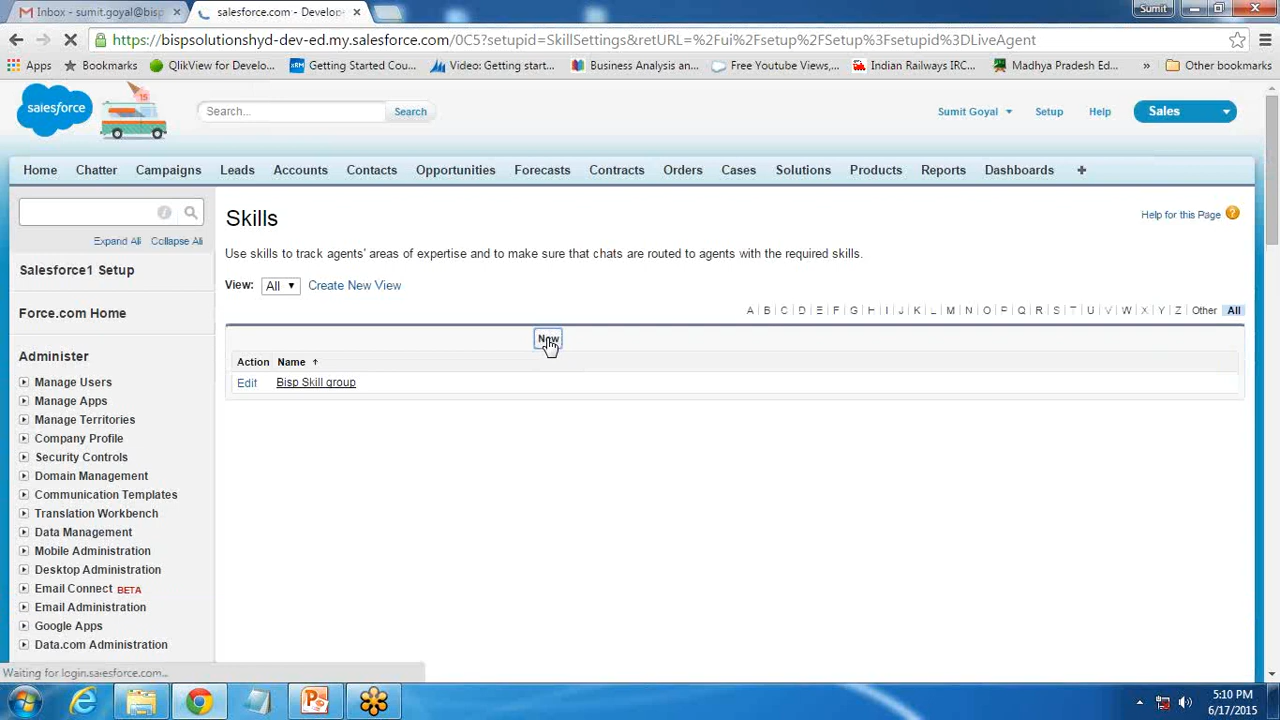 Inbox - sumit.goyal@bisp
salesforce.com - Develop
Sumit
https://bispsolutionshyd-dev-ed.my.salesforce.com/0C5?setupid=SkillSettings&retURL=%2Fui%2Fsetup%2FSetup%3Fsetupid%3DLiveAgent
Apps Bookmarks QlikView for Develo... Getting Started Cou... Video: Getting start... Business Analysis an... Free Youtube Views,... Indian Railways IRC... Madhya Pradesh Ed... » Other bookmarks
salesforce 15 Search... Search Sumit Goyal Setup Help Sales
Home Chatter Campaigns Leads Accounts Contacts Opportunities Forecasts Contracts Orders Cases Solutions Products Reports Dashboards +
Expand All Collapse All
Salesforce1 Setup
Force.com Home
Administer
Manage Users
Manage Apps
Manage Territories
Company Profile
Security Controls
Domain Management
Communication Templates
Translation Workbench
Data Management
Mobile Administration
Desktop Administration
Email Connect BETA
Email Administration
Google Apps
Data.com Administration
Skills
Help for this Page ?
Use skills to track agents' areas of expertise and to make sure that chats are routed to agents with the required skills.
View: All Create New View
A B C D E F G H I J K L M N O P Q R S T U V W X Y Z Other All
New
Action Name
Edit Bisp Skill group
Waiting for login.salesforce.com...
5:10 PM
6/17/2015